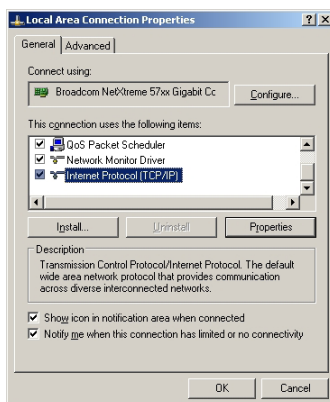 Local Area Connection Properties
General
Advanced
Connect using:
Broadcom NetXtreme 57xx Gigabit Cc
Configure...
This connection uses the following items:
QoS Packet Scheduler
Network Monitor Driver
Internet Protocol (TCP/IP)
Install...
Uninstall
Properties
Description
Transmission Control Protocol/Internet Protocol. The default
wide area network protocol that provides communication
across diverse interconnected networks.
Show icon in notification area when connected
Notify me when this connection has limited or no connectivity
OK
Cancel